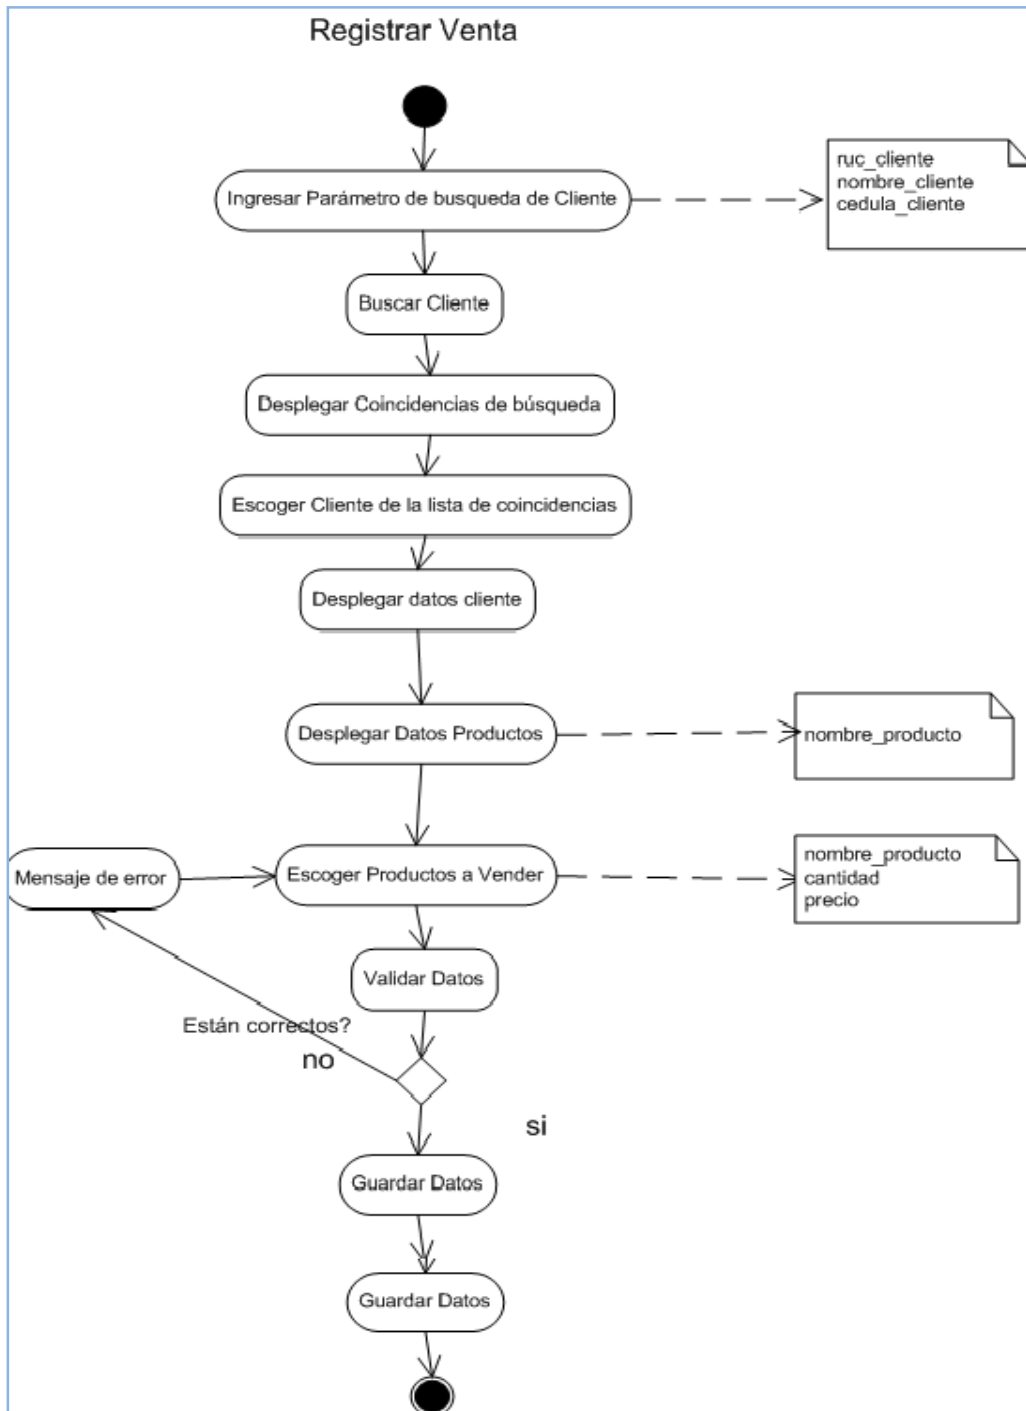 Registrar Venta
Ingresar Parámetro de busqueda de Cliente
ruc_cliente
nombre_cliente
cedula_cliente
Buscar Cliente
Desplegar Coincidencias de búsqueda
Escoger Cliente de la lista de coincidencias
Desplegar datos cliente
Desplegar Datos Productos
nombre_producto
Mensaje de error
Escoger Productos a Vender
nombre_producto
cantidad
precio
Validar Datos
Están correctos?
no
si
Guardar Datos
Guardar Datos